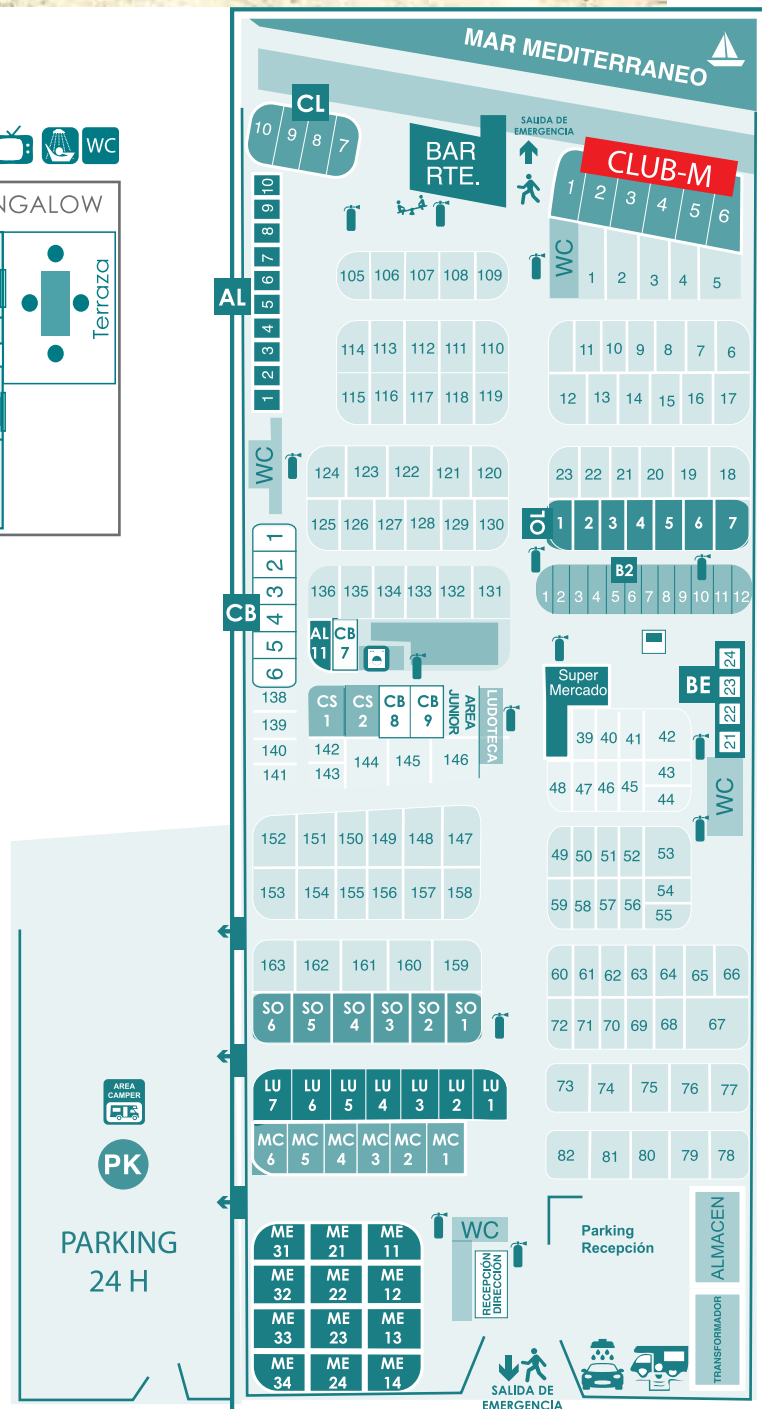 MAR MEDITERRANEO
WC
NGALOW
Terraza
CL
10 9 8 7
BAR
RTE.
SALIDA DE
EMERGENCIA
CLUB-M
1 2 3 4 5 6
WC
1 2 3 4 5
AL
10
9
8
7
6
5
4
3
2
1
105 106 107 108 109
114 113 112 111 110
115 116 117 118 119
11 10 9 8 7 6
12 13 14 15 16 17
WC
124 123 122 121 120
125 126 127 128 129 130
23 22 21 20 19 18
OL
1 2 3 4 5 6 7
B2
1 2 3 4 5 6 7 8 9 10 11 12
CB
1
2
3
4
5
6
136 135 134 133 132 131
AL
11
CB
7
138
139
140
141
CS
1
CS
2
CB
8
CB
9
AREA
JUNIOR
LUDOTECA
142
143
144 145 146
Super
Mercado
BE
24
23
22
21
39 40 41 42
43
44
48 47 46 45
WC
152 151 150 149 148 147
153 154 155 156 157 158
49 50 51 52 53
54
55
59 58 57 56
163 162 161 160 159
SO
6
SO
5
SO
4
SO
3
SO
2
SO
1
60 61 62 63 64 65 66
72 71 70 69 68 67
LU
7
LU
6
LU
5
LU
4
LU
3
LU
2
LU
1
MC
6
MC
5
MC
4
MC
3
MC
2
MC
1
73 74 75 76 77
82 81 80 79 78
AREA
CAMPER
PK
PARKING
24 H
ME
31
ME
21
ME
11
ME
32
ME
22
ME
12
ME
33
ME
23
ME
13
ME
34
ME
24
ME
14
WC
RECEPCIÓN
DIRECCIÓN
Parking
Recepción
ALMACEN
TRANSFORMADOR
SALIDA DE
EMERGENCIA